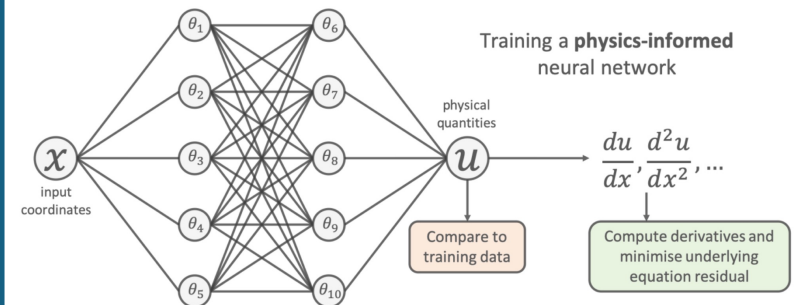 Training a physics-informed
neural network
θ₁
θ₂
θ₃
θ₄
θ₅
θ₆
θ₇
θ₈
θ₉
θ₁₀
x
input
coordinates
physical
quantities
u
du/dx, d²u/dx², ...
Compare to
training data
Compute derivatives and
minimise underlying
equation residual